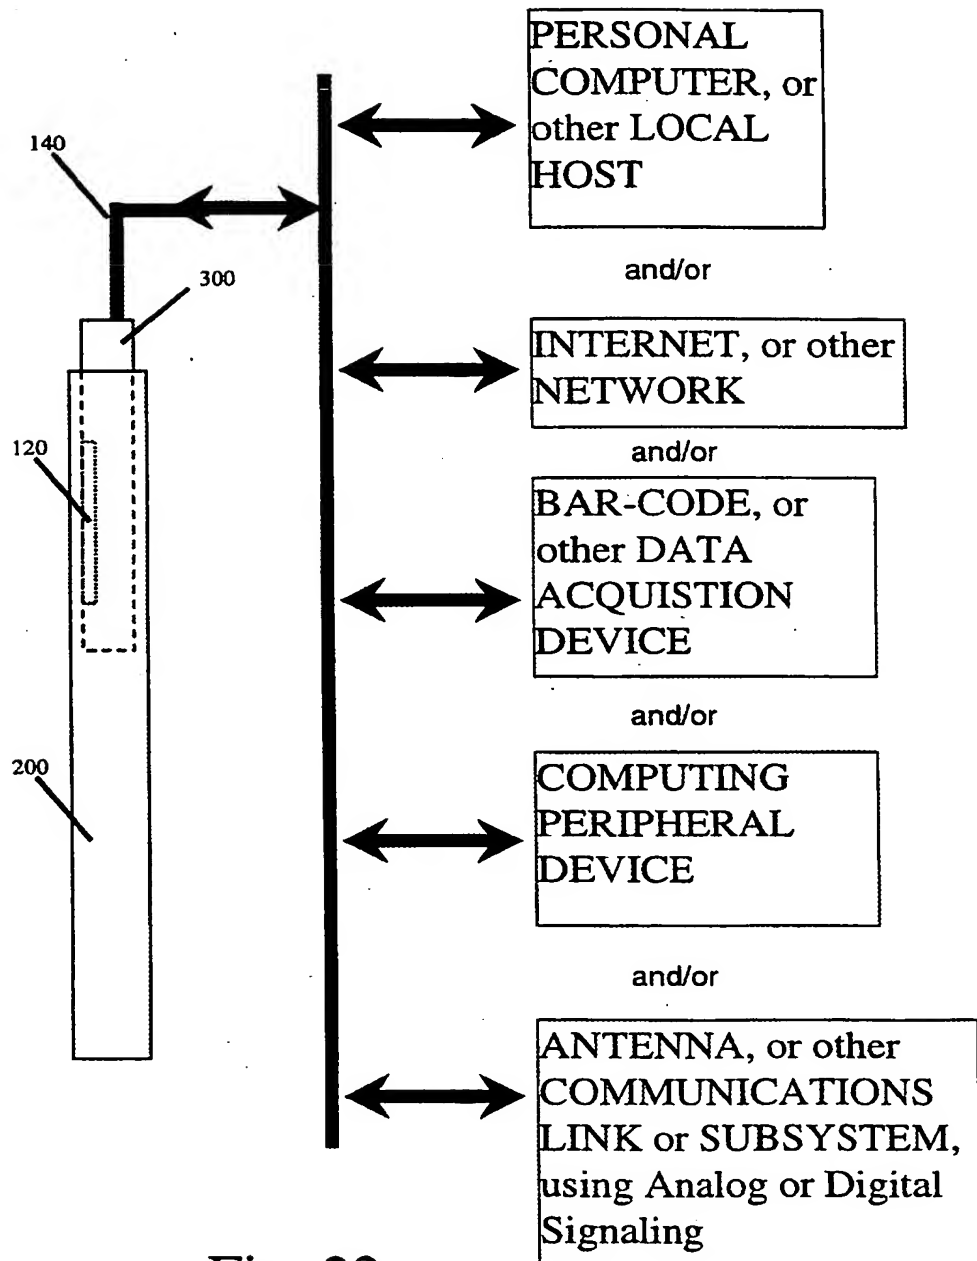 PERSONAL
COMPUTER, or
other LOCAL
HOST
140
and/or
300
INTERNET, or other
NETWORK
and/or
120
BAR-CODE, or
other DATA
ACQUISTION
DEVICE
and/or
200
COMPUTING
PERIPHERAL
DEVICE
and/or
ANTENNA, or other
COMMUNICATIONS
LINK or SUBSYSTEM,
using Analog or Digital
Signaling